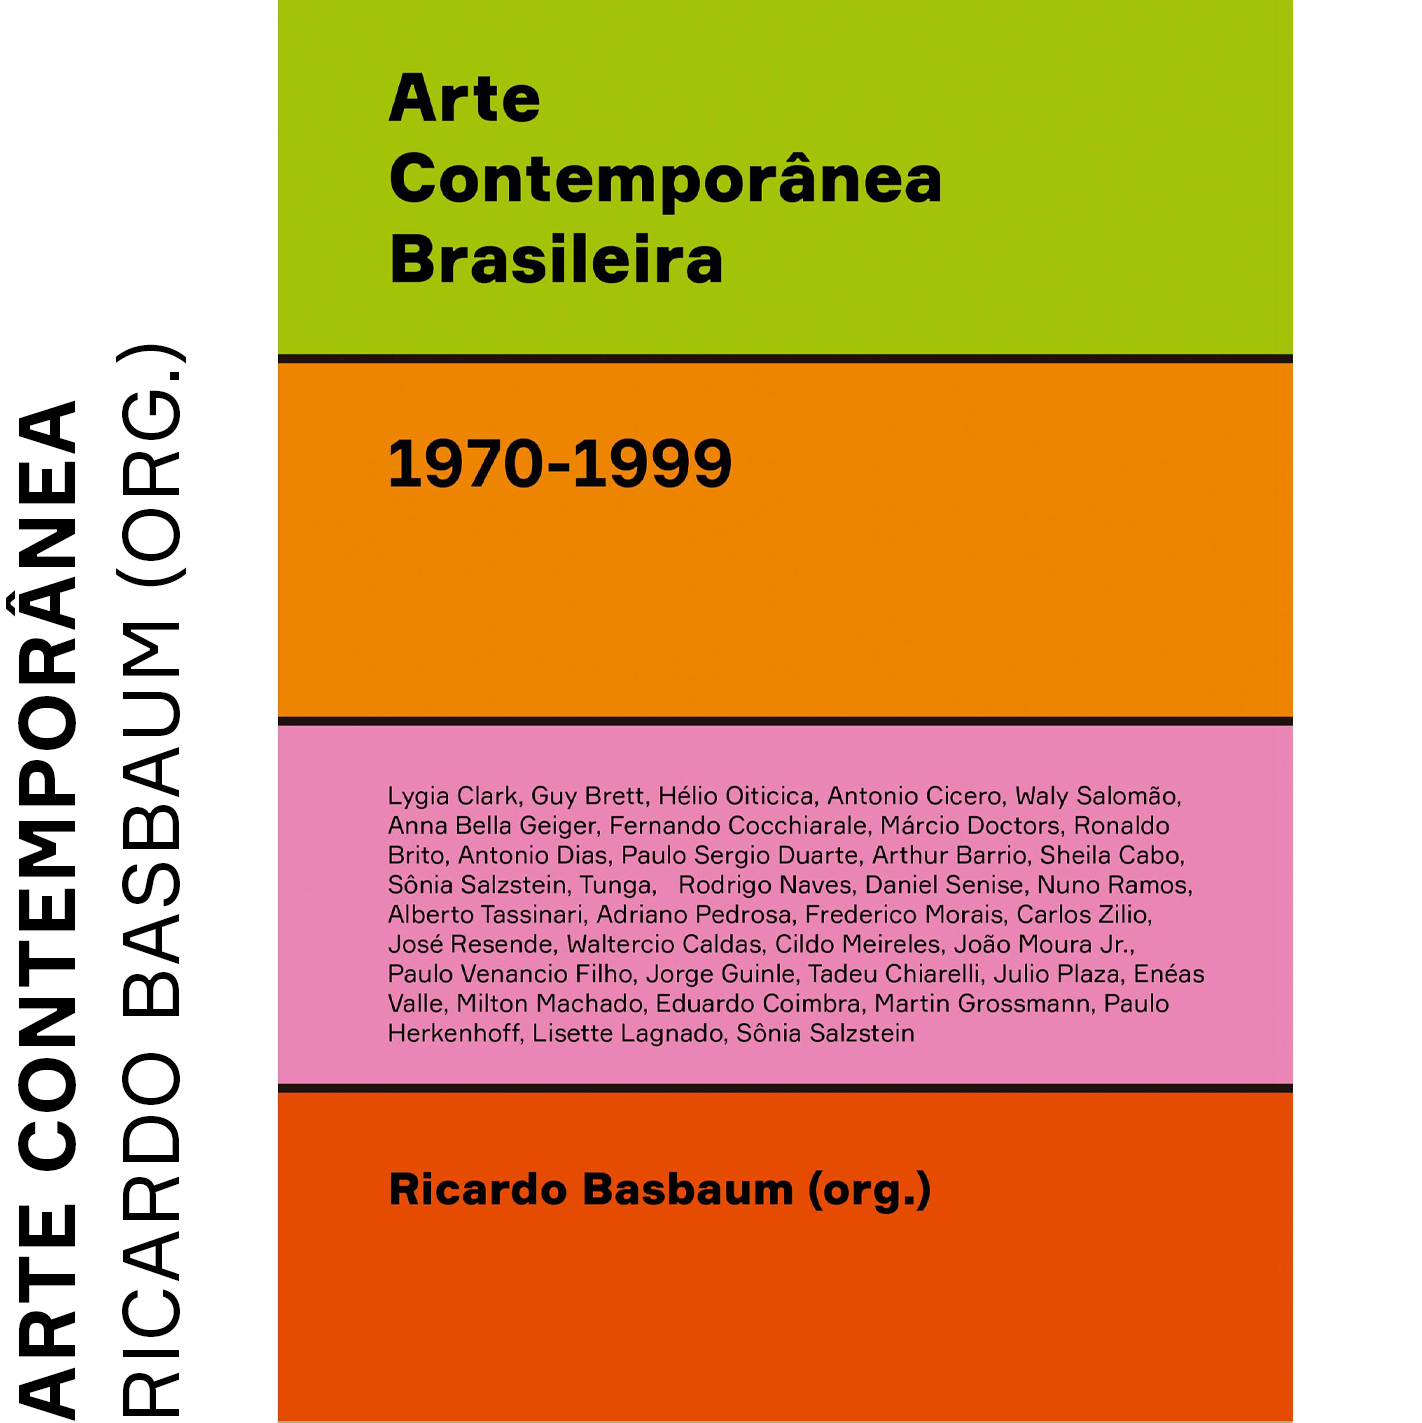 ARTE CONTEMPORÂNEA
RICARDO BASBAUM (ORG.)
Arte
Contemporânea
Brasileira
1970-1999
Lygia Clark, Guy Brett, Hélio Oiticica, Antonio Cicero, Waly Salomão,
Anna Bella Geiger, Fernando Cocchiarale, Márcio Doctors, Ronaldo
Brito, Antonio Dias, Paulo Sergio Duarte, Arthur Barrio, Sheila Cabo,
Sônia Salzstein, Tunga, Rodrigo Naves, Daniel Senise, Nuno Ramos,
Alberto Tassinari, Adriano Pedrosa, Frederico Morais, Carlos Zilio,
José Resende, Waltercio Caldas, Cildo Meireles, João Moura Jr.,
Paulo Venancio Filho, Jorge Guinle, Tadeu Chiarelli, Julio Plaza, Enéas
Valle, Milton Machado, Eduardo Coimbra, Martin Grossmann, Paulo
Herkenhoff, Lisette Lagnado, Sônia Salzstein
Ricardo Basbaum (org.)